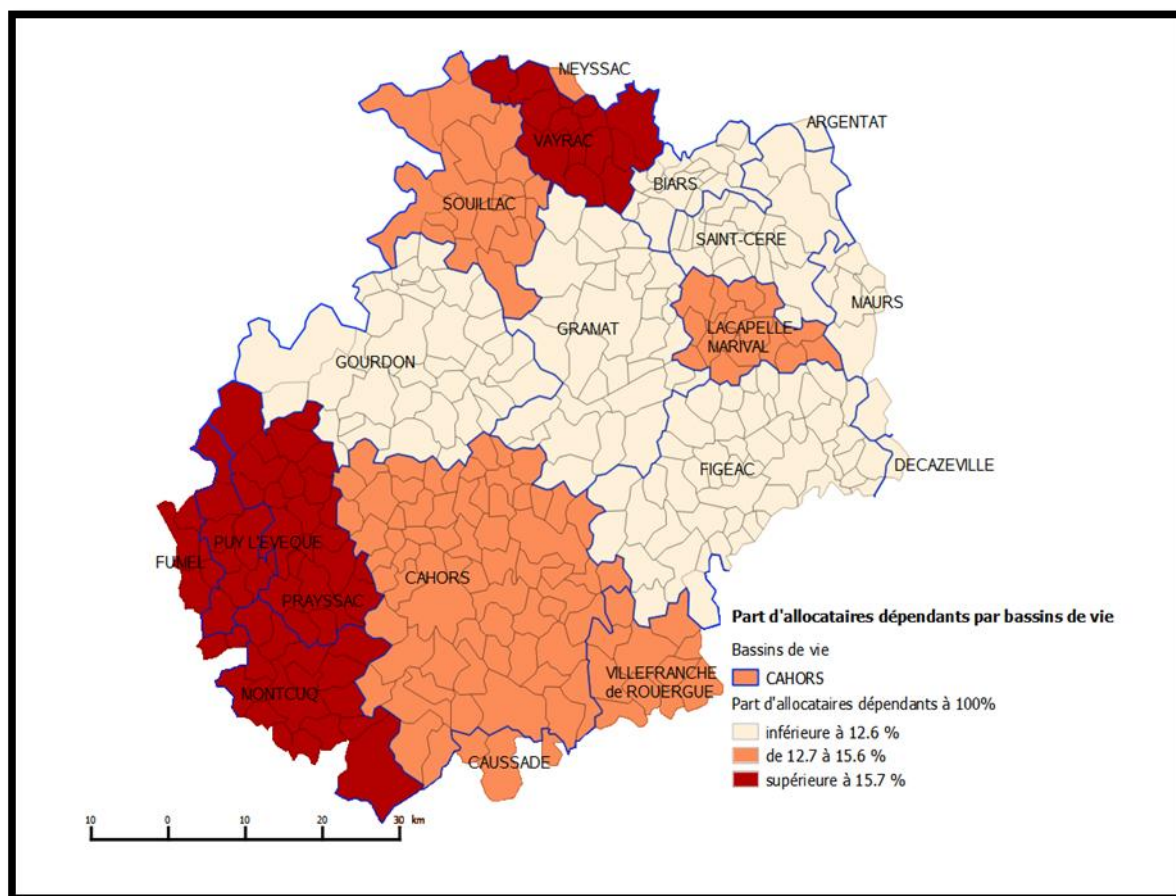 MEYSSAC
ARGENTAT
VAYRAC
BIARS
SOUILLAC
SAINT-CERE
MAURS
GRAMAT
LACAPELLE-
MARIVAL
GOURDON
FIGEAC
DECAZEVILLE
PUY L'EVEQUE
FUMEL
CAHORS
PRAYSSAC
Part d'allocataires dépendants par bassins de vie
Bassins de vie
VILLEFRANCHE
de ROUERGUE
CAHORS
MONTCUQ
Part d'allocataires dépendants à 100%
inférieure à 12.6 %
de 12.7 à 15.6 %
CAUSSADE
supérieure à 15.7 %
10 0 10 20 30 km